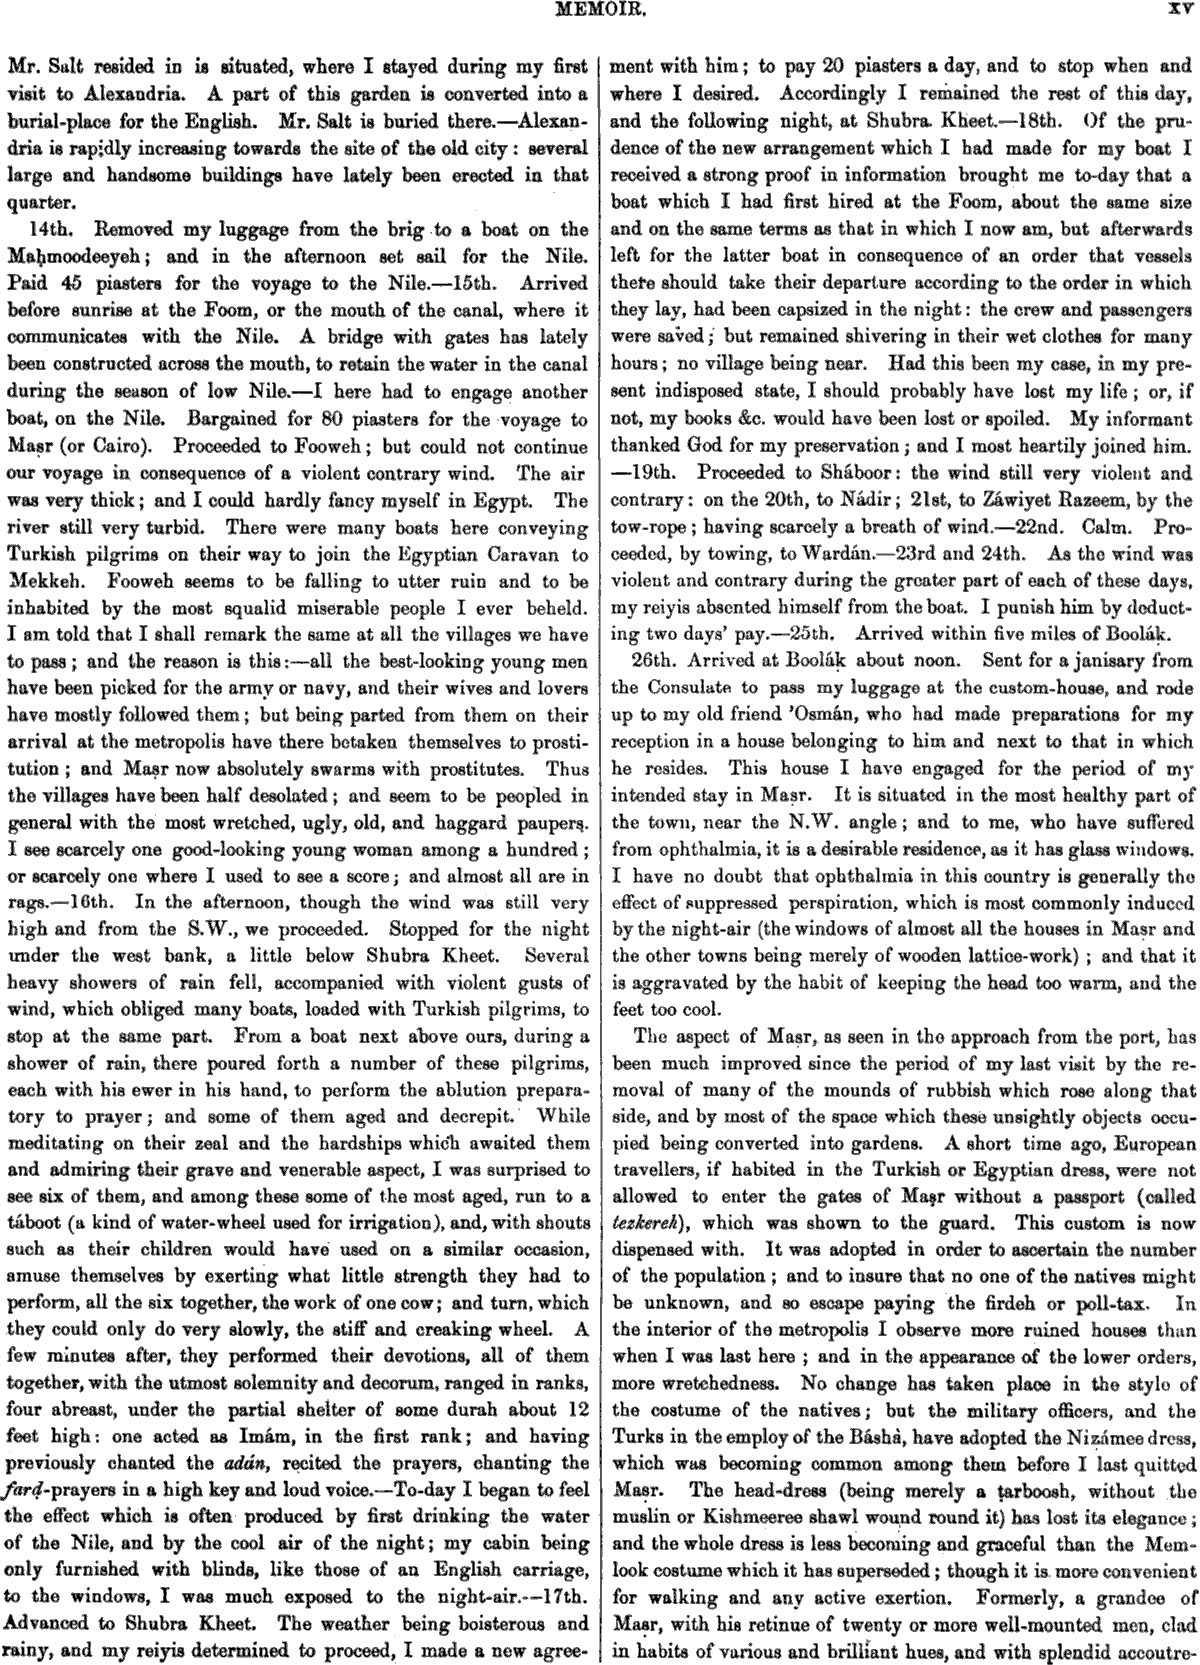 MEMOIR. xv
Mr. Salt resided in is situated, where I stayed during my first
visit to Alexandria. A part of this garden is converted into a
burial-place for the English. Mr. Salt is buried there.—Alexan-
dria is rapidly increasing towards the site of the old city: several
large and handsome buildings have lately been erected in that
quarter.
14th. Removed my luggage from the brig to a boat on the
Maḥmoodeeyeh; and in the afternoon set sail for the Nile.
Paid 45 piasters for the voyage to the Nile.—15th. Arrived
before sunrise at the Foom, or the mouth of the canal, where it
communicates with the Nile. A bridge with gates has lately
been constructed across the mouth, to retain the water in the canal
during the season of low Nile.—I here had to engage another
boat, on the Nile. Bargained for 80 piasters for the voyage to
Maṣr (or Cairo). Proceeded to Fooweh; but could not continue
our voyage in consequence of a violent contrary wind. The air
was very thick; and I could hardly fancy myself in Egypt. The
river still very turbid. There were many boats here conveying
Turkish pilgrims on their way to join the Egyptian Caravan to
Mekkeh. Fooweh seems to be falling to utter ruin and to be
inhabited by the most squalid miserable people I ever beheld.
I am told that I shall remark the same at all the villages we have
to pass; and the reason is this:—all the best-looking young men
have been picked for the army or navy, and their wives and lovers
have mostly followed them; but being parted from them on their
arrival at the metropolis have there betaken themselves to prosti-
tution; and Maṣr now absolutely swarms with prostitutes. Thus
the villages have been half desolated; and seem to be peopled in
general with the most wretched, ugly, old, and haggard paupers.
I see scarcely one good-looking young woman among a hundred;
or scarcely one where I used to see a score; and almost all are in
rags.—16th. In the afternoon, though the wind was still very
high and from the S.W., we proceeded. Stopped for the night
under the west bank, a little below Shubra Kheet. Several
heavy showers of rain fell, accompanied with violent gusts of
wind, which obliged many boats, loaded with Turkish pilgrims, to
stop at the same part. From a boat next above ours, during a
shower of rain, there poured forth a number of these pilgrims,
each with his ewer in his hand, to perform the ablution prepara-
tory to prayer; and some of them aged and decrepit. While
meditating on their zeal and the hardships which awaited them
and admiring their grave and venerable aspect, I was surprised to
see six of them, and among these some of the most aged, run to a
táboot (a kind of water-wheel used for irrigation), and, with shouts
such as their children would have used on a similar occasion,
amuse themselves by exerting what little strength they had to
perform, all the six together, the work of one cow; and turn, which
they could only do very slowly, the stiff and creaking wheel. A
few minutes after, they performed their devotions, all of them
together, with the utmost solemnity and decorum, ranged in ranks,
four abreast, under the partial shelter of some durah about 12
feet high: one acted as Imám, in the first rank; and having
previously chanted the adán, recited the prayers, chanting the
farḍ-prayers in a high key and loud voice.—To-day I began to feel
the effect which is often produced by first drinking the water
of the Nile, and by the cool air of the night; my cabin being
only furnished with blinds, like those of an English carriage,
to the windows, I was much exposed to the night-air.--17th.
Advanced to Shubra Kheet. The weather being boisterous and
rainy, and my reiyis determined to proceed, I made a new agree-
ment with him; to pay 20 piasters a day, and to stop when and
where I desired. Accordingly I remained the rest of this day,
and the following night, at Shubra Kheet.—18th. Of the pru-
dence of the new arrangement which I had made for my boat I
received a strong proof in information brought me to-day that a
boat which I had first hired at the Foom, about the same size
and on the same terms as that in which I now am, but afterwards
left for the latter boat in consequence of an order that vessels
there should take their departure according to the order in which
they lay, had been capsized in the night: the crew and passengers
were saved; but remained shivering in their wet clothes for many
hours; no village being near. Had this been my case, in my pre-
sent indisposed state, I should probably have lost my life; or, if
not, my books &c. would have been lost or spoiled. My informant
thanked God for my preservation; and I most heartily joined him.
—19th. Proceeded to Sháboor: the wind still very violent and
contrary: on the 20th, to Nádir; 21st, to Záwiyet Razeem, by the
tow-rope; having scarcely a breath of wind.—22nd. Calm. Pro-
ceeded, by towing, to Wardán.—23rd and 24th. As the wind was
violent and contrary during the greater part of each of these days,
my reiyis absented himself from the boat. I punish him by deduct-
ing two days' pay.—25th. Arrived within five miles of Booláḳ.
26th. Arrived at Booláḳ about noon. Sent for a janisary from
the Consulate to pass my luggage at the custom-house, and rode
up to my old friend 'Osmán, who had made preparations for my
reception in a house belonging to him and next to that in which
he resides. This house I have engaged for the period of my
intended stay in Maṣr. It is situated in the most healthy part of
the town, near the N.W. angle; and to me, who have suffered
from ophthalmia, it is a desirable residence, as it has glass windows.
I have no doubt that ophthalmia in this country is generally the
effect of suppressed perspiration, which is most commonly induced
by the night-air (the windows of almost all the houses in Maṣr and
the other towns being merely of wooden lattice-work); and that it
is aggravated by the habit of keeping the head too warm, and the
feet too cool.
The aspect of Maṣr, as seen in the approach from the port, has
been much improved since the period of my last visit by the re-
moval of many of the mounds of rubbish which rose along that
side, and by most of the space which these unsightly objects occu-
pied being converted into gardens. A short time ago, European
travellers, if habited in the Turkish or Egyptian dress, were not
allowed to enter the gates of Maṣr without a passport (called
tezkereh), which was shown to the guard. This custom is now
dispensed with. It was adopted in order to ascertain the number
of the population; and to insure that no one of the natives might
be unknown, and so escape paying the firdeh or poll-tax. In
the interior of the metropolis I observe more ruined houses than
when I was last here; and in the appearance of the lower orders,
more wretchedness. No change has taken place in the style of
the costume of the natives; but the military officers, and the
Turks in the employ of the Báshà, have adopted the Nizámee dress,
which was becoming common among them before I last quitted
Maṣr. The head-dress (being merely a ṭarboosh, without the
muslin or Kishmeeree shawl wound round it) has lost its elegance;
and the whole dress is less becoming and graceful than the Mem-
look costume which it has superseded; though it is more convenient
for walking and any active exertion. Formerly, a grandee of
Maṣr, with his retinue of twenty or more well-mounted men, clad
in habits of various and brilliant hues, and with splendid accoutre-